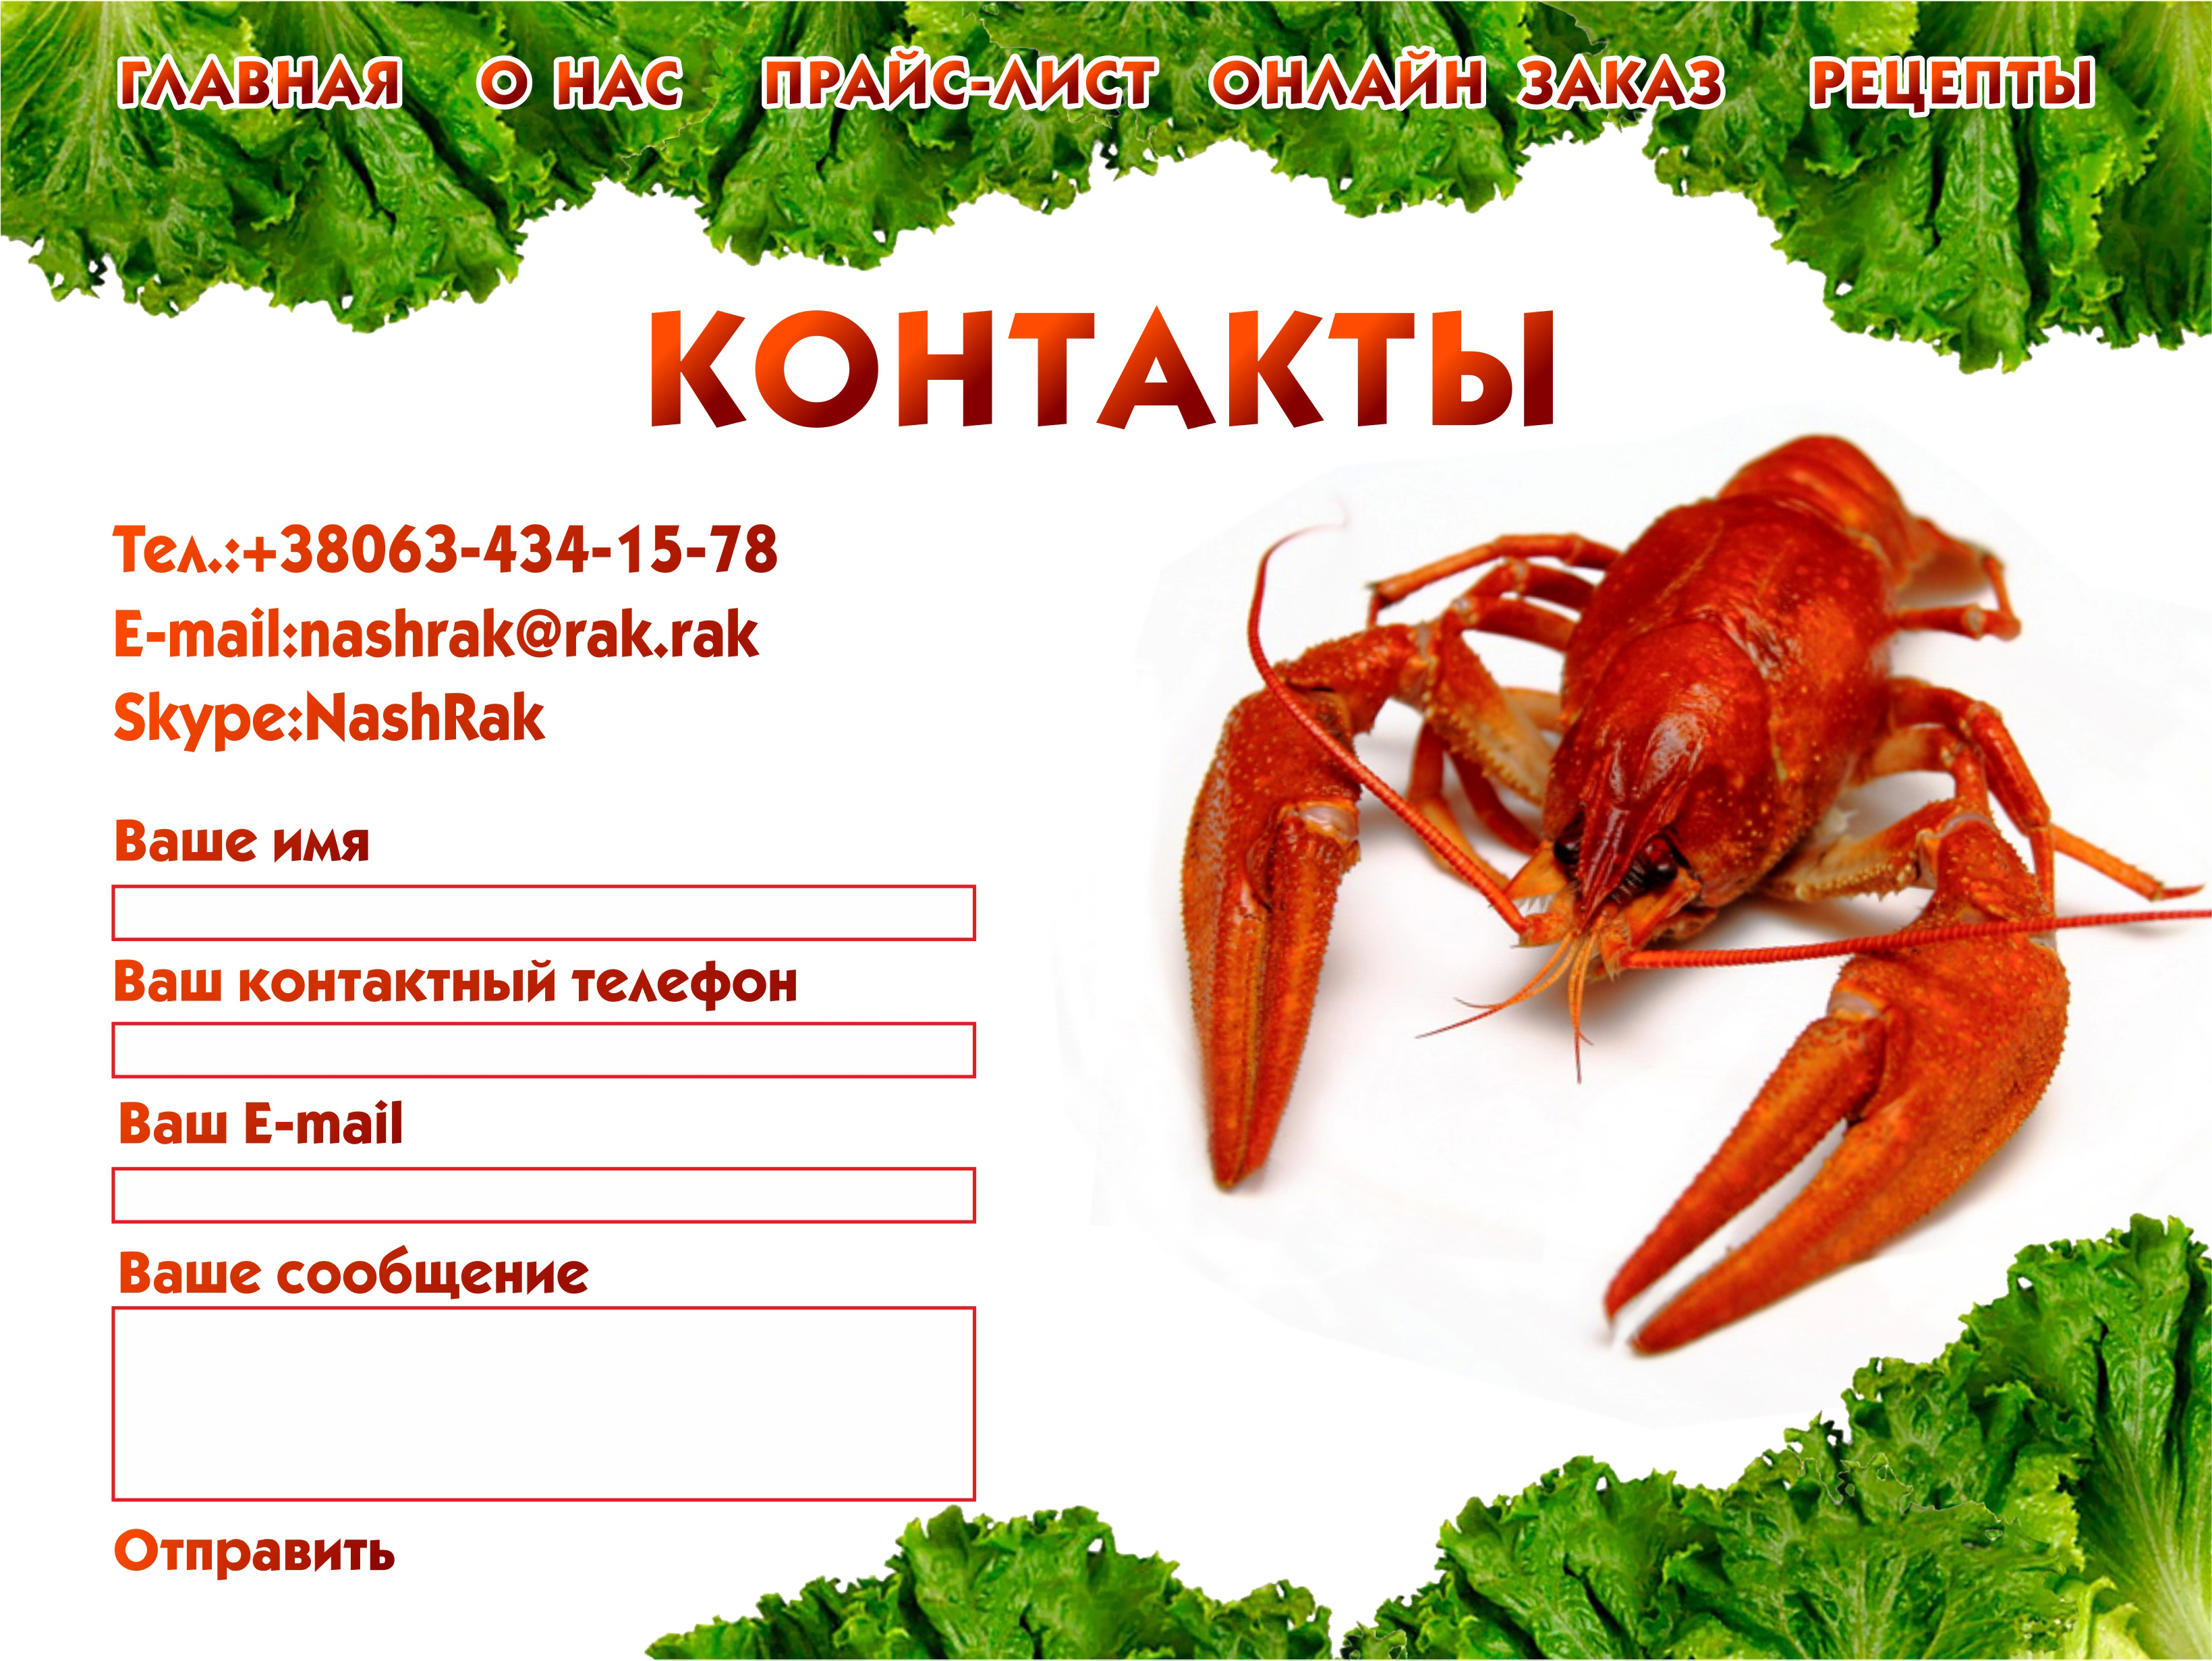 ГЛАВНАЯ О НАС ПРАЙС-ЛИСТ ОНЛАЙН ЗАКАЗ РЕЦЕПТЫ
КОНТАКТЫ
Тел.:+38063-434-15-78
E-mail:nashrak@rak.rak
Skype:NashRak
Ваше имя
Ваш контактный телефон
Ваш E-mail
Ваше сообщение
Отправить